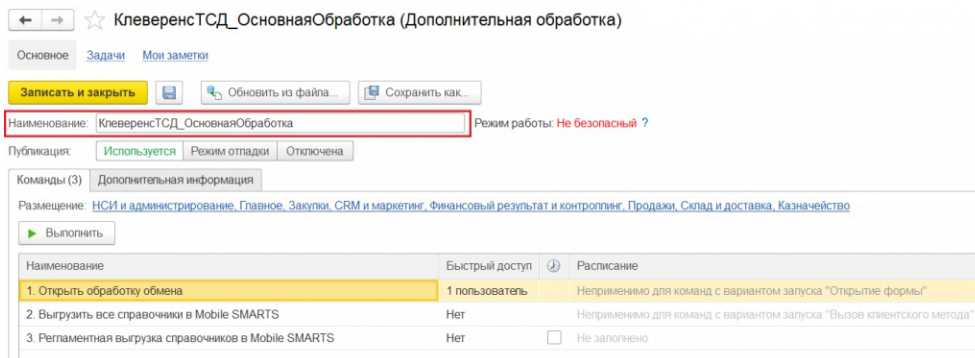 КлеверенсТСД_ОсновнаяОбработка (Дополнительная обработка)
Основное Задачи Мои заметки
Записать и закрыть Обновить из файла... Сохранить как...
Наименование: КлеверенсТСД_ОсновнаяОбработка Режим работы: Не безопасный ?
Публикация: Используется Режим отладки Отключена
Команды (3) Дополнительная информация
Размещение: НСИ и администрирование, Главное, Закупки, CRM и маркетинг, Финансовый результат и контроллинг, Продажи, Склад и доставка, Казначейство
Выполнить
Наименование Быстрый доступ Расписание
1. Открыть обработку обмена 1 пользователь Неприменимо для команд с вариантом запуска "Открытие формы"
2. Выгрузить все справочники в Mobile SMARTS Нет Неприменимо для команд с вариантом запуска "Вызов клиентского метода"
3. Регламентная выгрузка справочников в Mobile SMARTS Нет Не заполнено